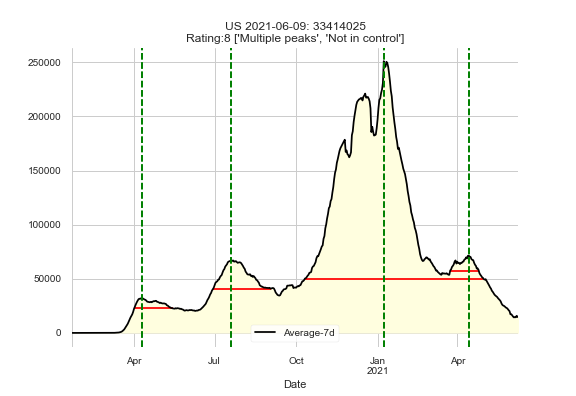 US 2021-06-09: 33414025
Rating:8 ['Multiple peaks', 'Not in control']
250000
200000
150000
100000
50000
0
Average-7d
Apr Jul Oct Jan Apr
2021
Date